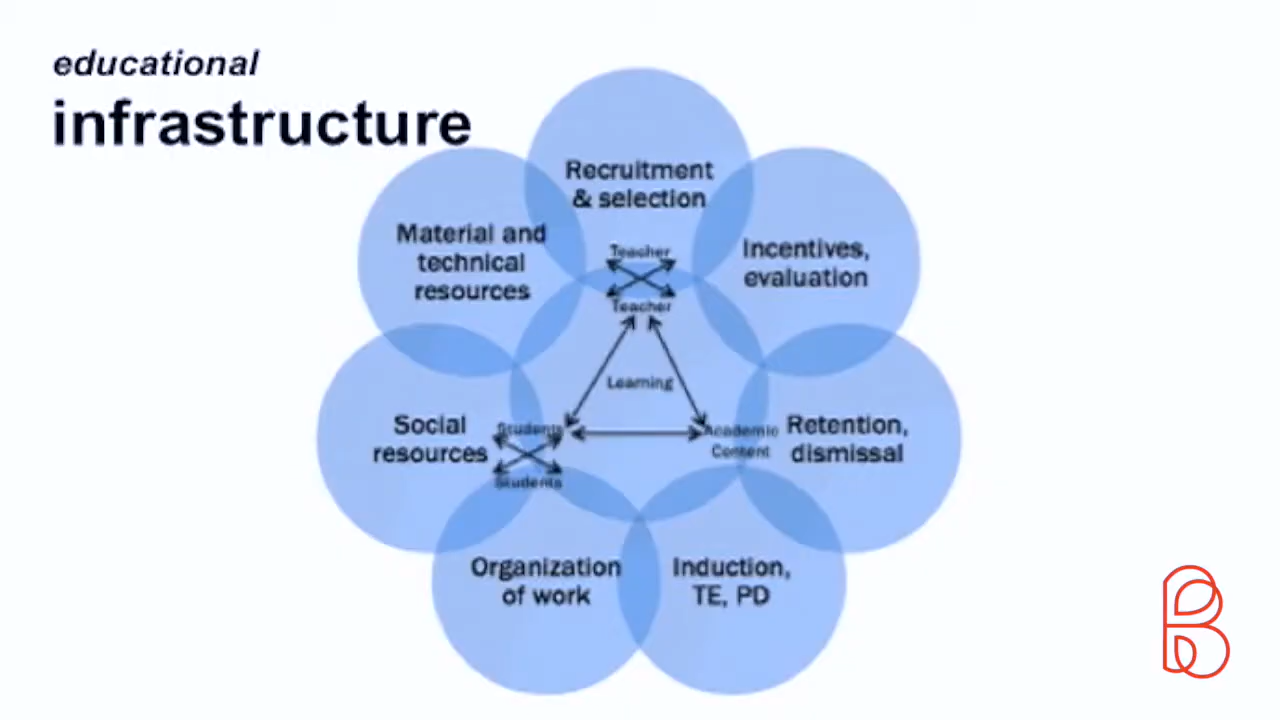 educational
infrastructure
Recruitment
& selection
Material and
technical
resources
Incentives,
evaluation
Teacher
Teacher
Learning
Social
resources
Students
Students
Academic
Content
Retention,
dismissal
Organization
of work
Induction,
TE, PD